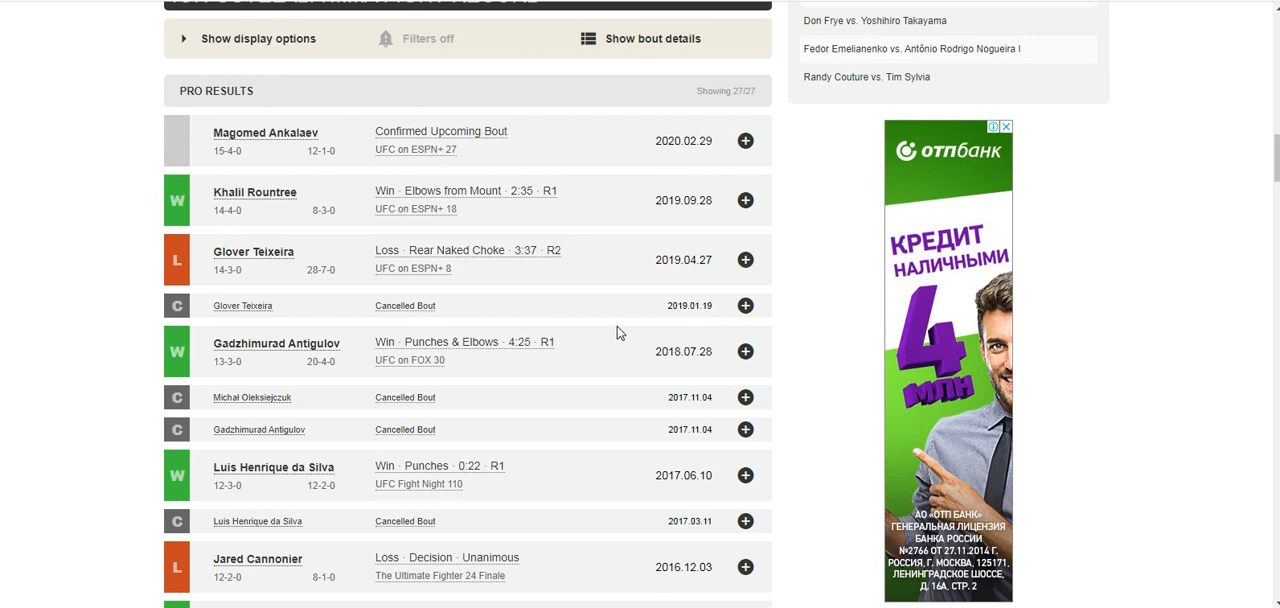 Show display options
Filters off
Show bout details
PRO RESULTS
Showing 27/27
Magomed Ankalaev
15-4-0
12-1-0
Confirmed Upcoming Bout
UFC on ESPN+ 27
2020.02.29
W
Khalil Rountree
14-4-0
8-3-0
Win · Elbows from Mount · 2:35 · R1
UFC on ESPN+ 18
2019.09.28
L
Glover Teixeira
14-3-0
28-7-0
Loss · Rear Naked Choke · 3:37 · R2
UFC on ESPN+ 8
2019.04.27
C
Glover Teixeira
Cancelled Bout
2019.01.19
W
Gadzhimurad Antigulov
13-3-0
20-4-0
Win · Punches & Elbows · 4:25 · R1
UFC on FOX 30
2018.07.28
C
Michał Oleksiejczuk
Cancelled Bout
2017.11.04
C
Gadzhimurad Antigulov
Cancelled Bout
2017.11.04
W
Luis Henrique da Silva
12-3-0
12-2-0
Win · Punches · 0:22 · R1
UFC Fight Night 110
2017.06.10
C
Luis Henrique da Silva
Cancelled Bout
2017.03.11
L
Jared Cannonier
12-2-0
8-1-0
Loss · Decision · Unanimous
The Ultimate Fighter 24 Finale
2016.12.03
Don Frye vs. Yoshihiro Takayama
Fedor Emelianenko vs. Antônio Rodrigo Nogueira I
Randy Couture vs. Tim Sylvia
отпбанк
КРЕДИТ
НАЛИЧНЫМИ
4
МЛН
АО «ОТП БАНК»
ГЕНЕРАЛЬНАЯ ЛИЦЕНЗИЯ
БАНКА РОССИИ
№2766 ОТ 27.11.2014 Г.
РОССИЯ, Г. МОСКВА, 125171,
ЛЕНИНГРАДСКОЕ ШОССЕ,
Д. 16А, СТР. 2